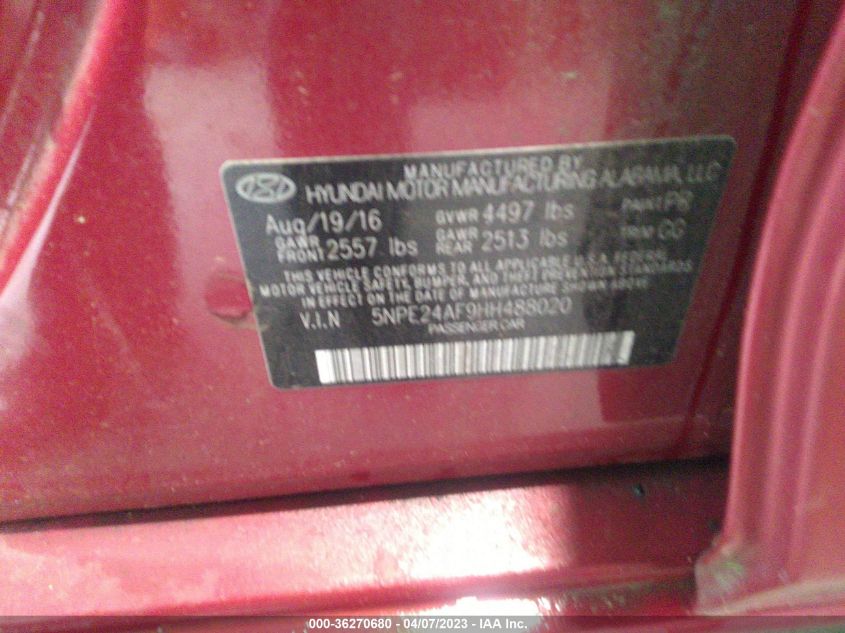 MANUFACTURED BY
HYUNDAI MOTOR MANUFACTURING ALABAMA, LLC
Aug/19/16 GVWR 4497 lbs PAINT PR
GAWR FRONT 2557 lbs GAWR REAR 2513 lbs TRIM GG
THIS VEHICLE CONFORMS TO ALL APPLICABLE U.S.A. FEDERAL
MOTOR VEHICLE SAFETY, BUMPER, AND THEFT PREVENTION STANDARDS
IN EFFECT ON THE DATE OF MANUFACTURE SHOWN ABOVE
V.I.N 5NPE24AF9HH488020
PASSENGER CAR
000-36270680 - 04/07/2023 - IAA Inc.